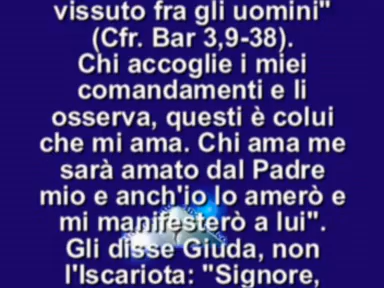 vissuto fra gli uomini"
(Cfr. Bar 3,9-38).
Chi accoglie i miei
comandamenti e li
osserva, questi è colui
che mi ama. Chi ama me
sarà amato dal Padre
mio e anch'io lo amerò e
mi manifesterò a lui".
Gli disse Giuda, non
l'Iscariota: "Signore,